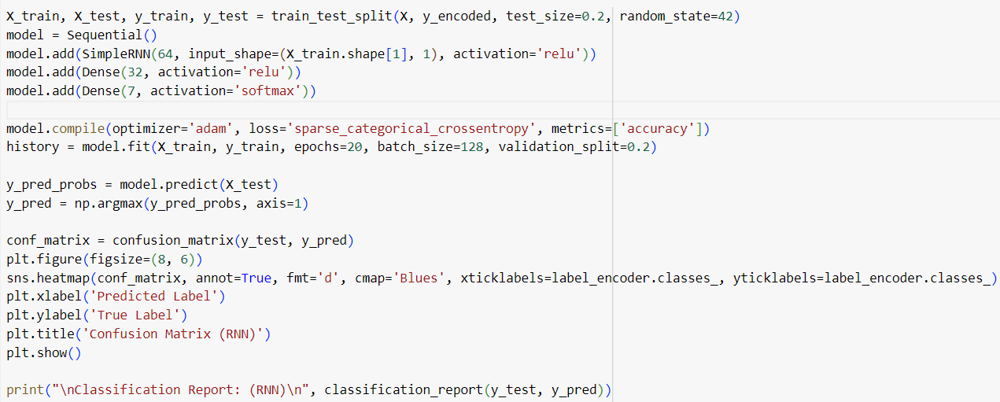 X_train, X_test, y_train, y_test = train_test_split(X, y_encoded, test_size=0.2, random_state=42)
model = Sequential()
model.add(SimpleRNN(64, input_shape=(X_train.shape[1], 1), activation='relu'))
model.add(Dense(32, activation='relu'))
model.add(Dense(7, activation='softmax'))
model.compile(optimizer='adam', loss='sparse_categorical_crossentropy', metrics=['accuracy'])
history = model.fit(X_train, y_train, epochs=20, batch_size=128, validation_split=0.2)
y_pred_probs = model.predict(X_test)
y_pred = np.argmax(y_pred_probs, axis=1)
conf_matrix = confusion_matrix(y_test, y_pred)
plt.figure(figsize=(8, 6))
sns.heatmap(conf_matrix, annot=True, fmt='d', cmap='Blues', xticklabels=label_encoder.classes_, yticklabels=label_encoder.classes_)
plt.xlabel('Predicted Label')
plt.ylabel('True Label')
plt.title('Confusion Matrix (RNN)')
plt.show()
print("\nClassification Report: (RNN)\n", classification_report(y_test, y_pred))